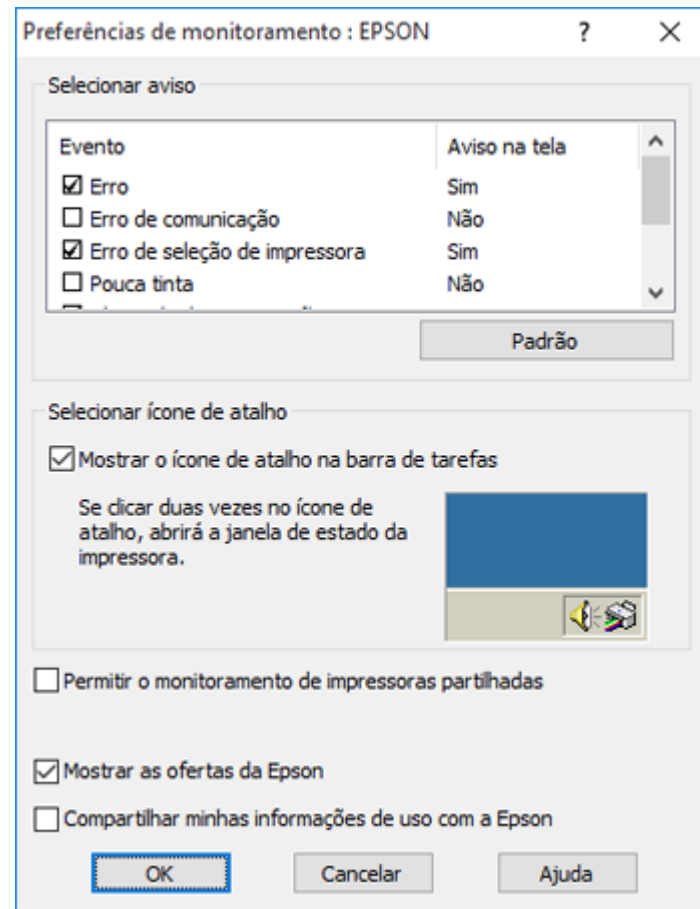 Preferências de monitoramento : EPSON ? ×
Selecionar aviso
Evento Aviso na tela
Erro Sim
Erro de comunicação Não
Erro de seleção de impressora Sim
Pouca tinta Não
Padrão
Selecionar ícone de atalho
Mostrar o ícone de atalho na barra de tarefas
Se clicar duas vezes no ícone de
atalho, abrirá a janela de estado da
impressora.
Permitir o monitoramento de impressoras partilhadas
Mostrar as ofertas da Epson
Compartilhar minhas informações de uso com a Epson
OK Cancelar Ajuda